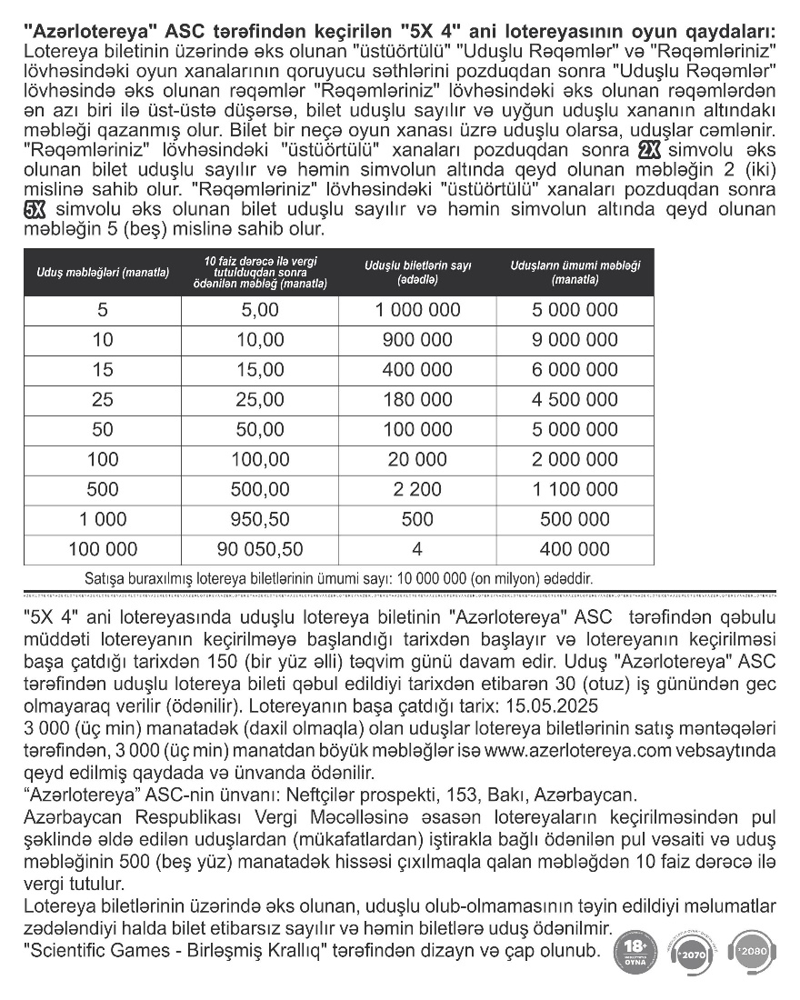 "Azərlotereya" ASC tərəfindən keçirilən "5X 4" ani lotereyasının oyun qaydaları:
Lotereya biletinin üzərində əks olunan "üstüörtülü" "Uduşlu Rəqəmlər" və "Rəqəmləriniz"
lövhəsindəki oyun xanalarının qoruyucu səthlərini pozduqdan sonra "Uduşlu Rəqəmlər"
lövhəsində əks olunan rəqəmlər "Rəqəmləriniz" lövhəsindəki əks olunan rəqəmlərdən
ən azı biri ilə üst-üstə düşərsə, bilet uduşlu sayılır və uyğun uduşlu xananın altındakı
məbləği qazanmış olur. Bilet bir neçə oyun xanası üzrə uduşlu olarsa, uduşlar cəmlənir.
"Rəqəmləriniz" lövhəsindəki "üstüörtülü" xanaları pozduqdan sonra 2X simvolu əks
olunan bilet uduşlu sayılır və həmin simvolun altında qeyd olunan məbləğin 2 (iki)
mislinə sahib olur. "Rəqəmləriniz" lövhəsindəki "üstüörtülü" xanaları pozduqdan sonra
5X simvolu əks olunan bilet uduşlu sayılır və həmin simvolun altında qeyd olunan
məbləğin 5 (beş) mislinə sahib olur.
Uduş məbləğləri (manatla)
10 faiz dərəcə ilə vergi
tutulduqdan sonra
ödənilən məbləğ (manatla)
Uduşlu biletlərin sayı
(ədədlə)
Uduşların ümumi məbləği
(manatla)
5 5,00 1 000 000 5 000 000
10 10,00 900 000 9 000 000
15 15,00 400 000 6 000 000
25 25,00 180 000 4 500 000
50 50,00 100 000 5 000 000
100 100,00 20 000 2 000 000
500 500,00 2 200 1 100 000
1 000 950,50 500 500 000
100 000 90 050,50 4 400 000
Satışa buraxılmış lotereya biletlərinin ümumi sayı: 10 000 000 (on milyon) ədəddir.
"5X 4" ani lotereyasında uduşlu lotereya biletinin "Azərlotereya" ASC tərəfindən qəbulu
müddəti lotereyanın keçirilməyə başlandığı tarixdən başlayır və lotereyanın keçirilməsi
başa çatdığı tarixdən 150 (bir yüz əlli) təqvim günü davam edir. Uduş "Azərlotereya" ASC
tərəfindən uduşlu lotereya bileti qəbul edildiyi tarixdən etibarən 30 (otuz) iş günündən gec
olmayaraq verilir (ödənilir). Lotereyanın başa çatdığı tarix: 15.05.2025
3 000 (üç min) manatadək (daxil olmaqla) olan uduşlar lotereya biletlərinin satış məntəqələri
tərəfindən, 3 000 (üç min) manatdan böyük məbləğlər isə www.azerlotereya.com vebsaytında
qeyd edilmiş qaydada və ünvanda ödənilir.
“Azərlotereya” ASC-nin ünvanı: Neftçilər prospekti, 153, Bakı, Azərbaycan.
Azərbaycan Respublikası Vergi Məcəlləsinə əsasən lotereyaların keçirilməsindən pul
şəklində əldə edilən uduşlardan (mükafatlardan) iştirakla bağlı ödənilən pul vəsaiti və uduş
məbləğinin 500 (beş yüz) manatadək hissəsi çıxılmaqla qalan məbləğdən 10 faiz dərəcə ilə
vergi tutulur.
Lotereya biletlərinin üzərində əks olunan, uduşlu olub-olmamasının təyin edildiyi məlumatlar
zədələndiyi halda bilet etibarsız sayılır və həmin biletlərə uduş ödənilmir.
"Scientific Games - Birləşmiş Krallıq" tərəfindən dizayn və çap olunub.
18+
OYNA
*2070
*2080